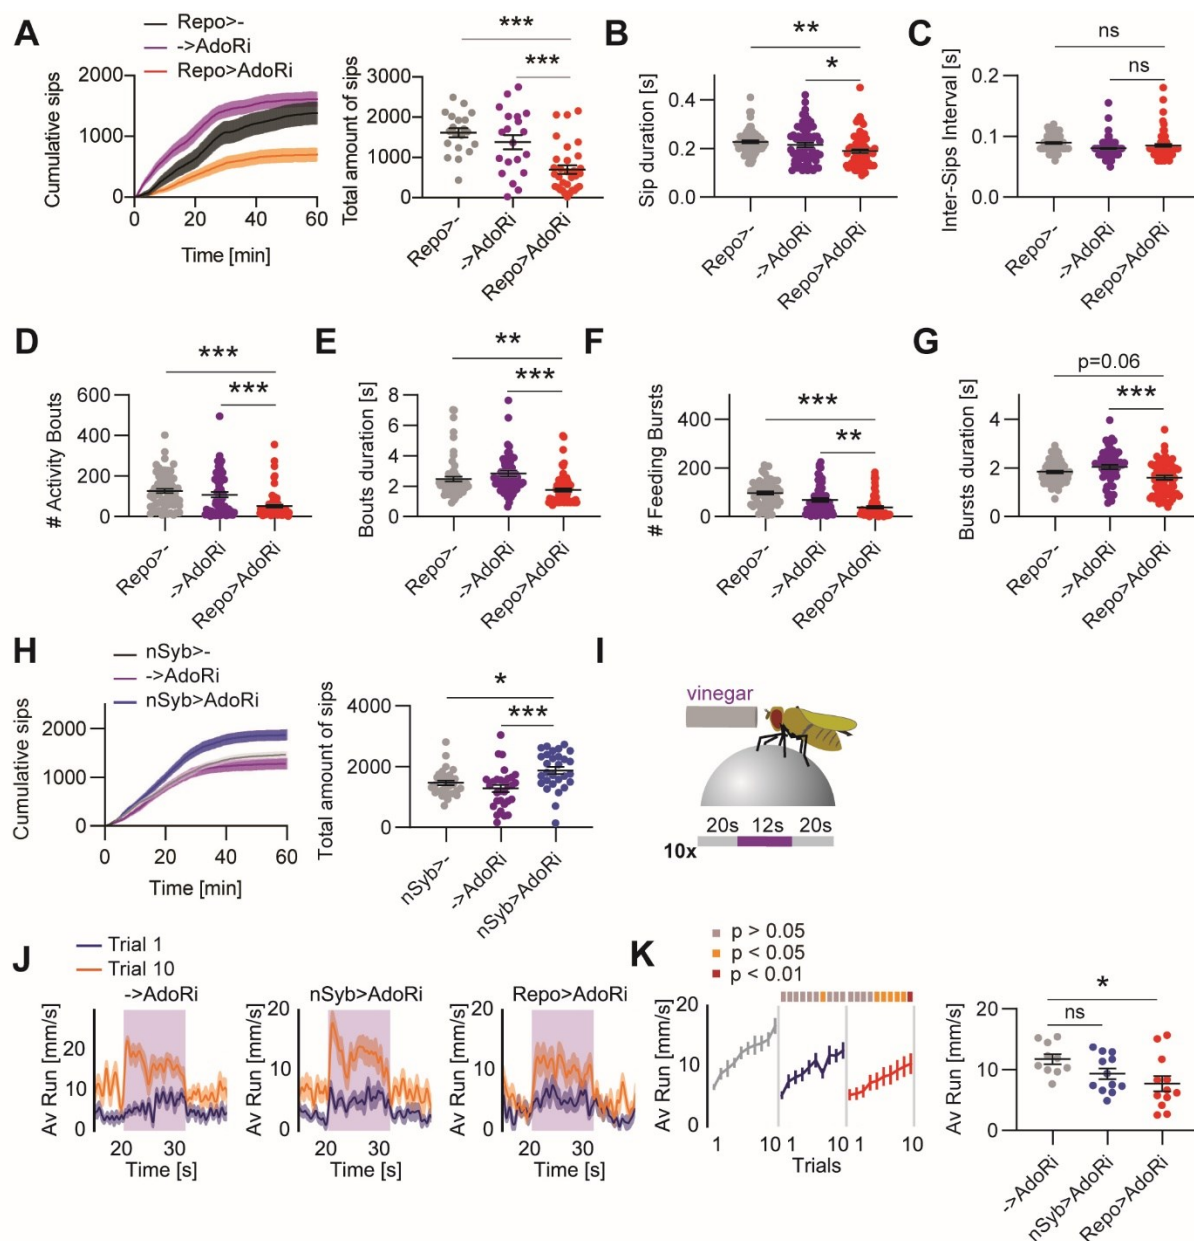 A
Repo>-
->AdoRi
Repo>AdoRi
Cumulative sips
2000
1000
0
0 20 40 60
Time [min]
Total amount of sips
3000
2000
1000
0
***
***
Repo>-
->AdoRi
Repo>AdoRi
B
Sip duration [s]
0.4
0.2
0.0
**
*
Repo>-
->AdoRi
Repo>AdoRi
C
Inter-Sips Interval [s]
0.2
0.1
0.0
ns
ns
Repo>-
->AdoRi
Repo>AdoRi
D
# Activity Bouts
600
400
200
0
***
***
Repo>-
->AdoRi
Repo>AdoRi
E
Bouts duration [s]
8
6
4
2
0
**
***
Repo>-
->AdoRi
Repo>AdoRi
F
# Feeding Bursts
400
200
0
***
**
Repo>-
->AdoRi
Repo>AdoRi
G
Bursts duration [s]
4
2
0
p=0.06
***
Repo>-
->AdoRi
Repo>AdoRi
H
nSyb>-
->AdoRi
nSyb>AdoRi
Cumulative sips
2000
1000
0
0 20 40 60
Time [min]
Total amount of sips
4000
2000
0
*
***
nSyb>-
->AdoRi
nSyb>AdoRi
I
vinegar
20s 12s 20s
10x
J
Trial 1
Trial 10
->AdoRi
Av Run [mm/s]
20
10
0
20 30
Time [s]
nSyb>AdoRi
Av Run [mm/s]
20
10
0
20 30
Time [s]
Repo>AdoRi
Av Run [mm/s]
20
10
0
20 30
Time [s]
K
p > 0.05
p < 0.05
p < 0.01
Av Run [mm/s]
20
10
0
1 10 1 10 1 10
Trials
Av Run [mm/s]
20
10
0
*
ns
->AdoRi
nSyb>AdoRi
Repo>AdoRi